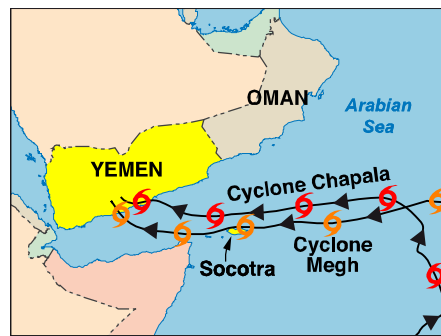 OMAN
Arabian
Sea
YEMEN
Cyclone Chapala
Socotra
Cyclone
Megh